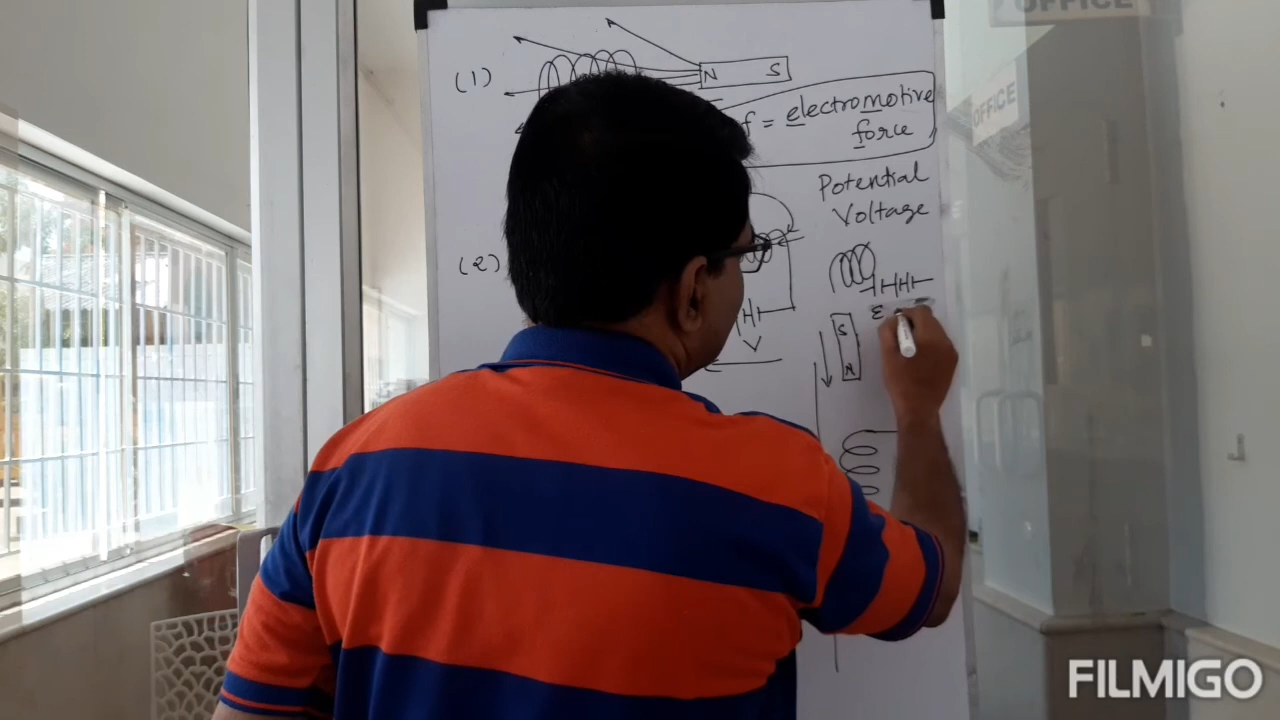 OFFICE
OFFICE
(1)
N S
f = electromotive
force
Potential
Voltage
(2)
V
ε
S
N
FILMIGO